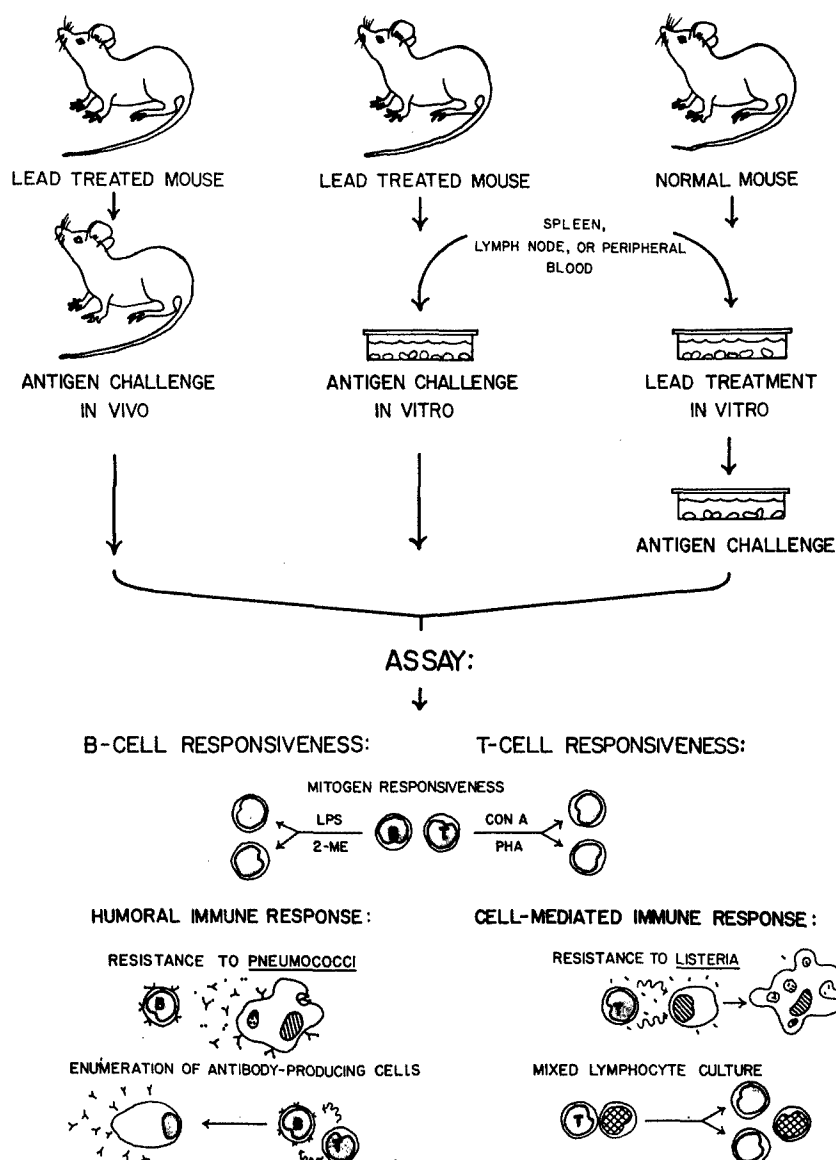 LEAD TREATED MOUSE
LEAD TREATED MOUSE
NORMAL MOUSE
SPLEEN,
LYMPH NODE, OR PERIPHERAL
BLOOD
ANTIGEN CHALLENGE
IN VIVO
ANTIGEN CHALLENGE
IN VITRO
LEAD TREATMENT
IN VITRO
ANTIGEN CHALLENGE
ASSAY:
B-CELL RESPONSIVENESS:
T-CELL RESPONSIVENESS:
MITOGEN RESPONSIVENESS
LPS
2-ME
B
T
CON A
PHA
HUMORAL IMMUNE RESPONSE:
CELL-MEDIATED IMMUNE RESPONSE:
RESISTANCE TO PNEUMOCOCCI
B
RESISTANCE TO LISTERIA
T
ENUMERATION OF ANTIBODY-PRODUCING CELLS
B
T
MIXED LYMPHOCYTE CULTURE
T